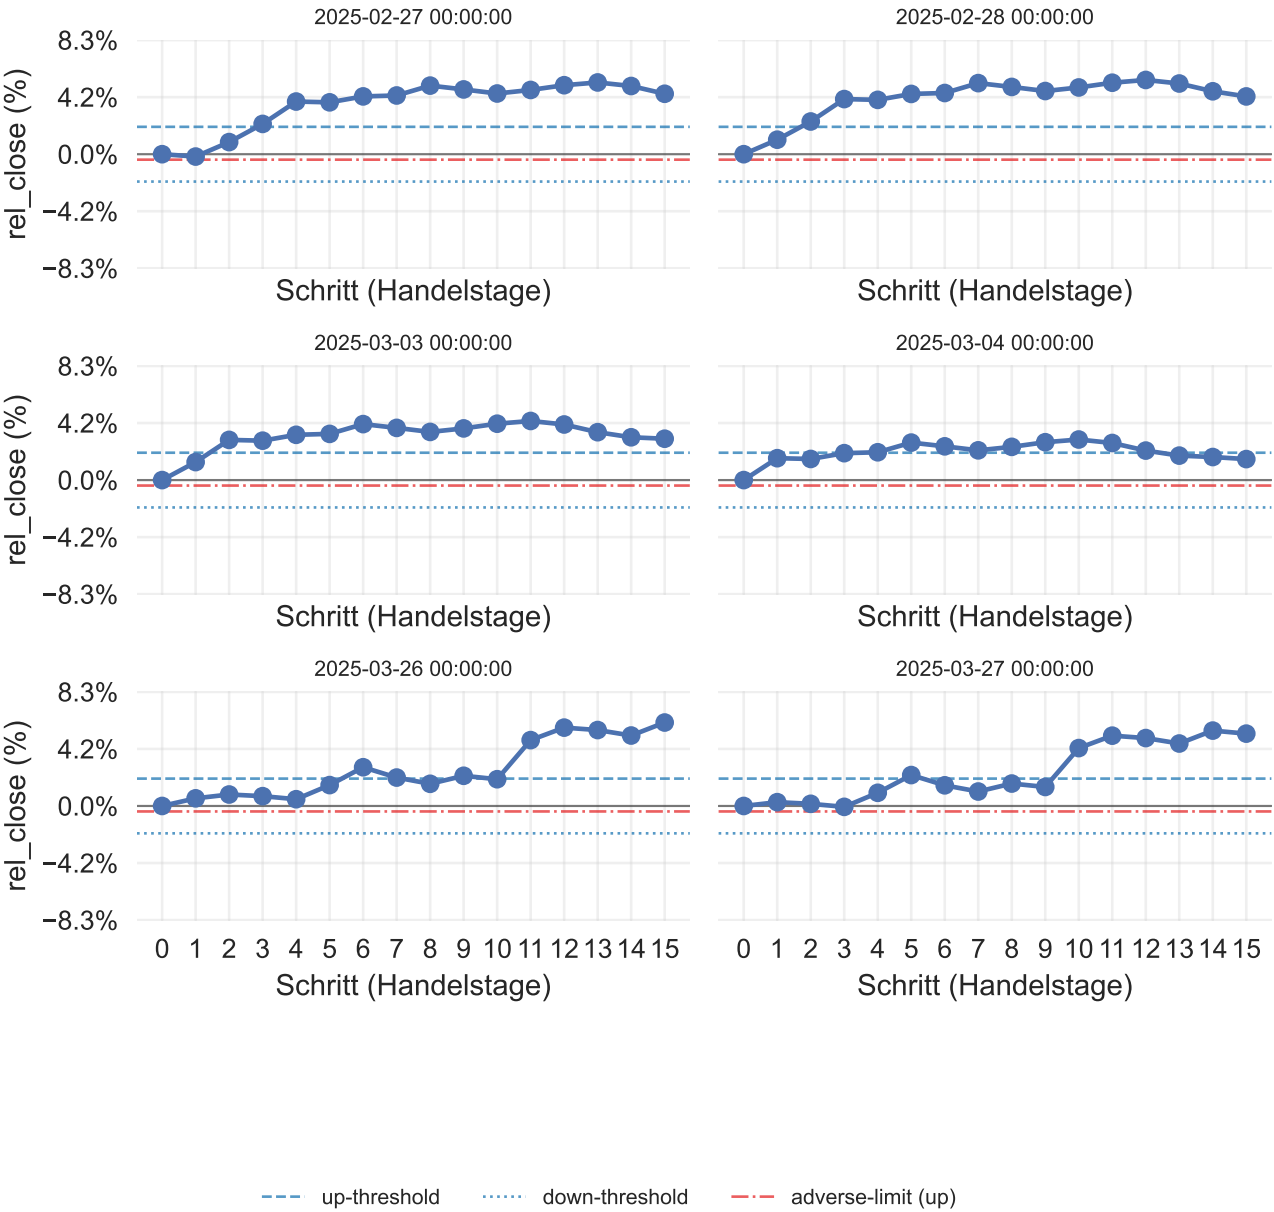 2025-02-27 00:00:00
2025-02-28 00:00:00
8.3%
4.2%
0.0%
−4.2%
−8.3%
rel_close (%)
Schritt (Handelstage)
Schritt (Handelstage)
2025-03-03 00:00:00
2025-03-04 00:00:00
8.3%
4.2%
0.0%
−4.2%
−8.3%
rel_close (%)
Schritt (Handelstage)
Schritt (Handelstage)
2025-03-26 00:00:00
2025-03-27 00:00:00
8.3%
4.2%
0.0%
−4.2%
−8.3%
rel_close (%)
0 1 2 3 4 5 6 7 8 9 10 11 12 13 14 15
0 1 2 3 4 5 6 7 8 9 10 11 12 13 14 15
Schritt (Handelstage)
Schritt (Handelstage)
up-threshold
down-threshold
adverse-limit (up)